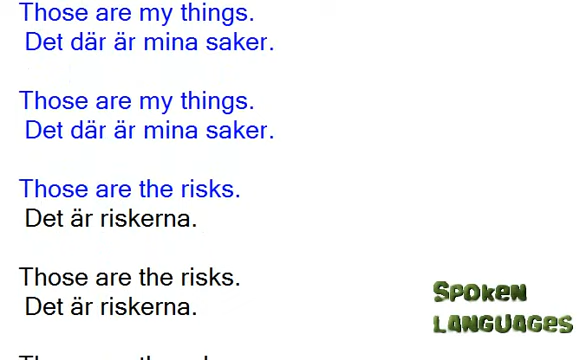 Those are my things.
Det där är mina saker.
Those are my things.
Det där är mina saker.
Those are the risks.
Det är riskerna.
Those are the risks.
Det är riskerna.
Spoken
Languages